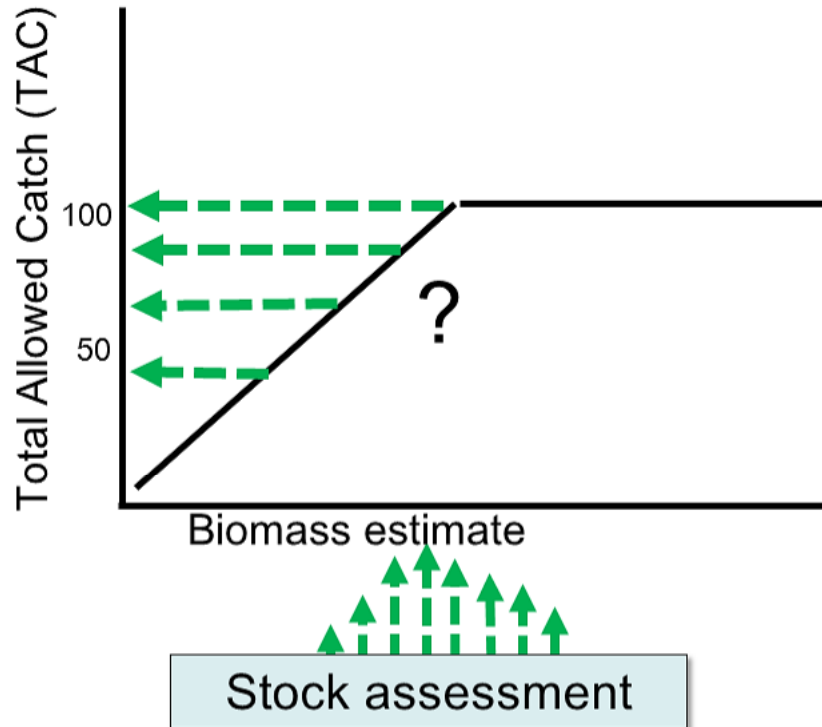 Total Allowed Catch (TAC)
100
50
?
Biomass estimate
Stock assessment